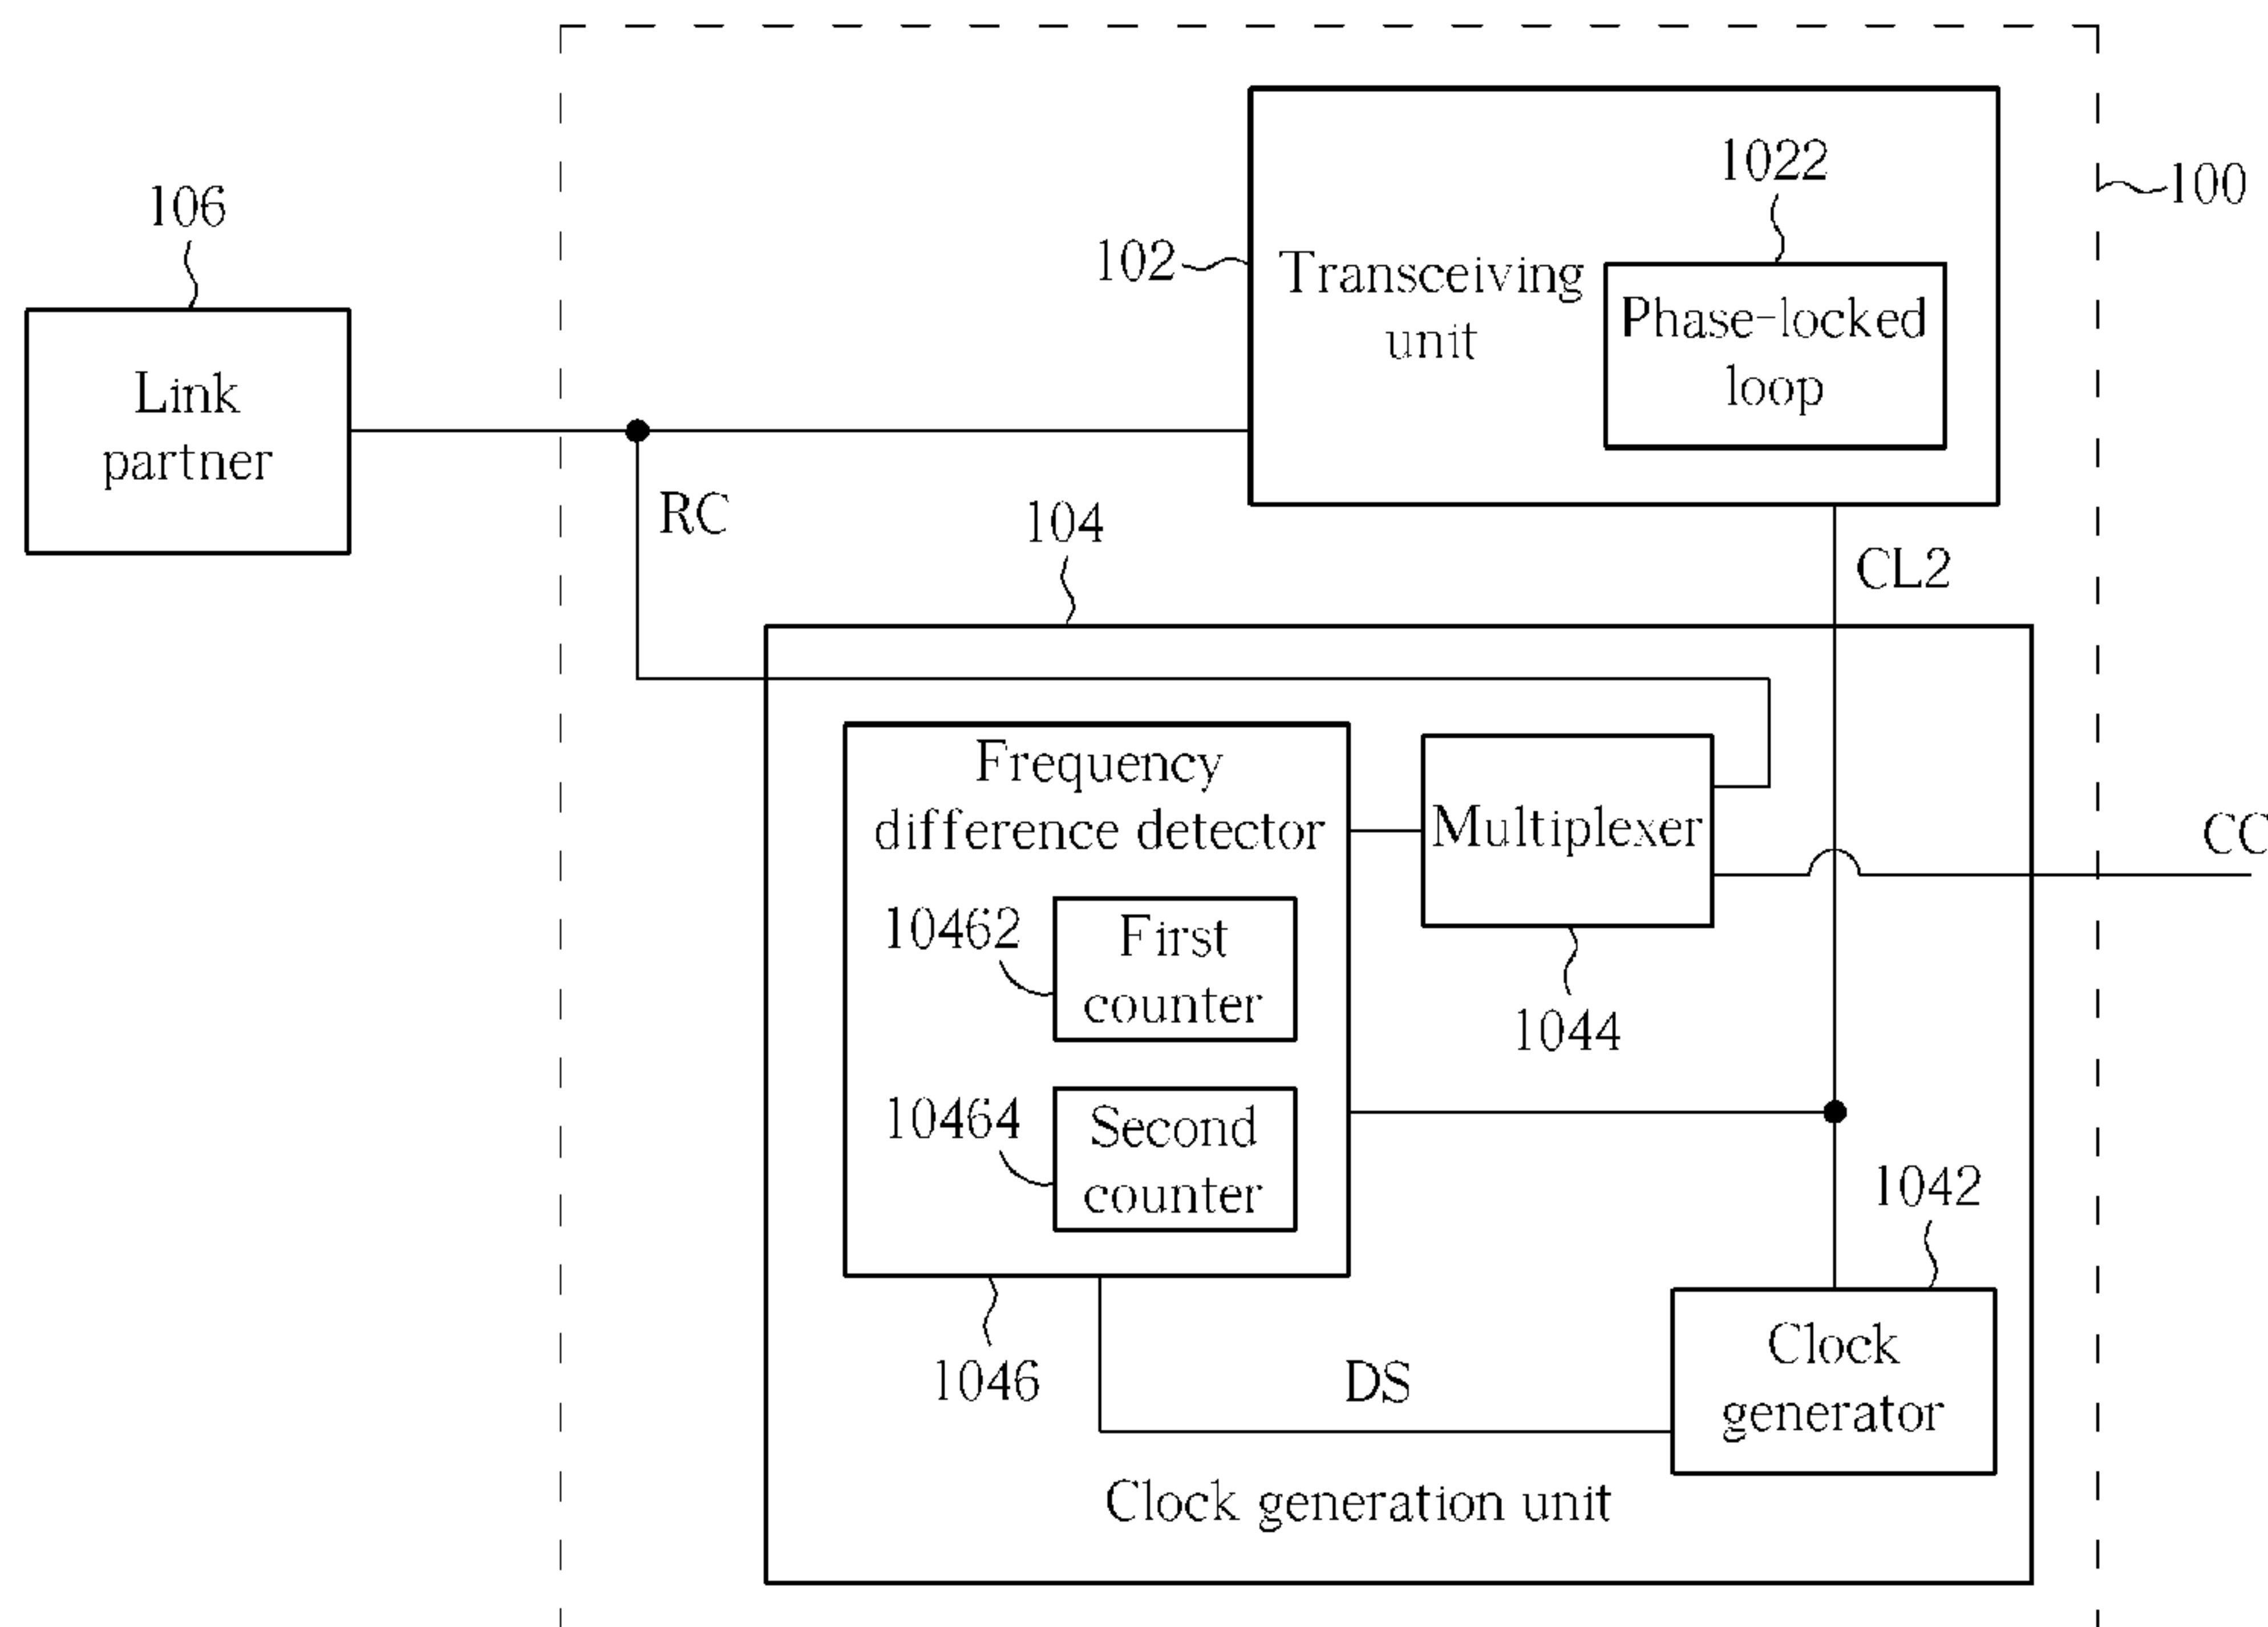 1022
100
106
102
Transceiving
unit
Phase-locked
loop
Link
partner
RC
104
CL2
Frequency
difference detector
Multiplexer
CC
10462
First
counter
1044
10464
Second
counter
1042
1046
DS
Clock
generator
Clock generation unit